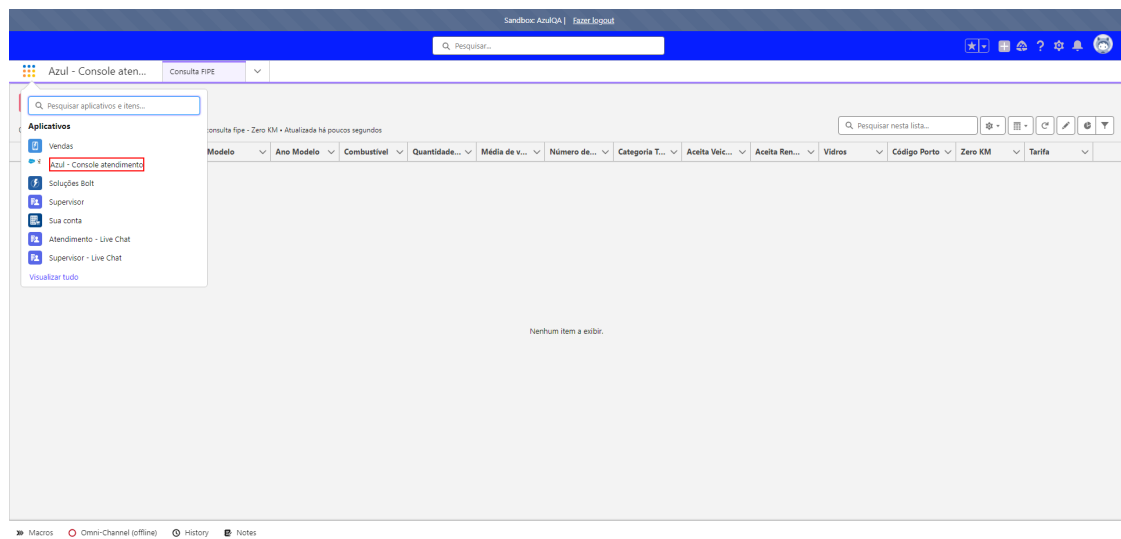 Sandbox: AzulQA | Fazer logout
Pesquisar...
Azul - Console aten... Consulta FIPE
Pesquisar aplicativos e itens...
Aplicativos
Vendas
Azul - Console atendimento
Soluções Bolt
Supervisor
Sua conta
Atendimento - Live Chat
Supervisor - Live Chat
Visualizar tudo
consulta fipe - Zero KM • Atualizada há poucos segundos
Pesquisar nesta lista...
Modelo Ano Modelo Combustível Quantidade... Média de v... Número de... Categoria T... Aceita Veíc... Aceita Ren... Vidros Código Porto Zero KM Tarifa
Nenhum item a exibir.
Macros Omni-Channel (offline) History Notes